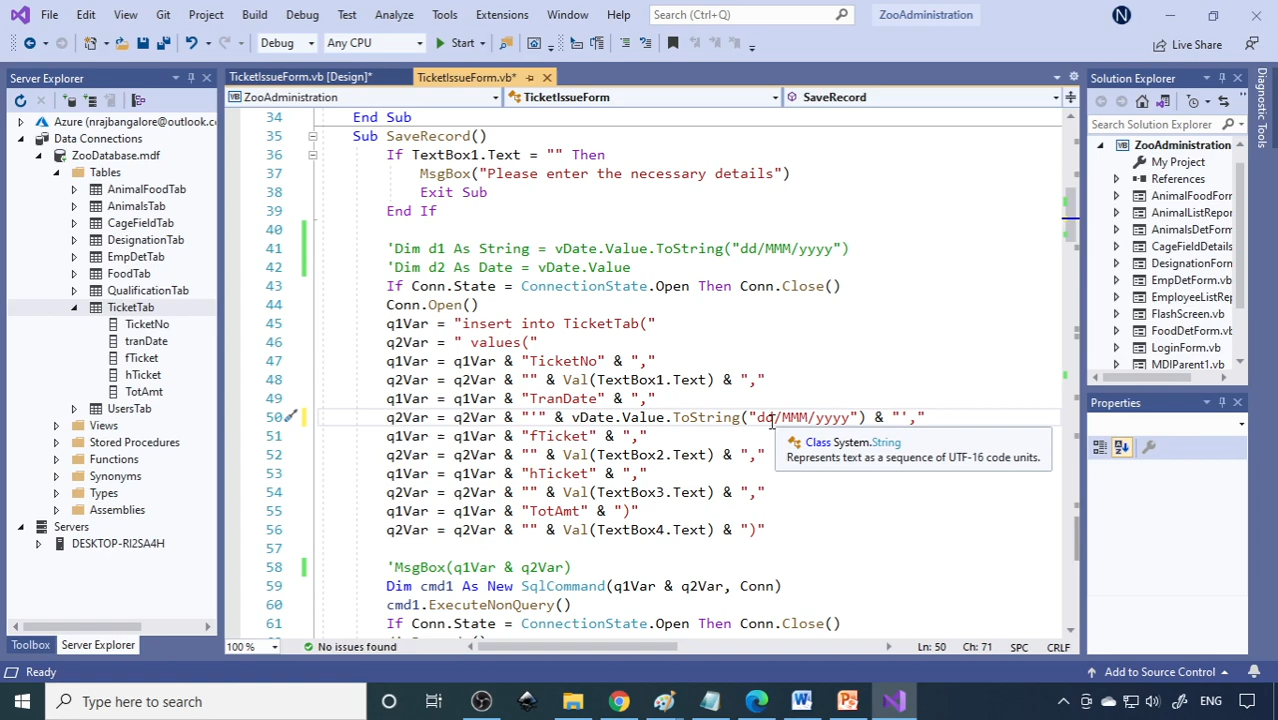 File Edit View Git Project Build Debug Test Analyze Tools Extensions Window Help Search (Ctrl+Q) ZooAdministration N
Debug Any CPU Start Live Share
Server Explorer
Azure (nrajbangalore@outlook.c
Data Connections
ZooDatabase.mdf
Tables
AnimalFoodTab
AnimalsTab
CageFieldTab
DesignationTab
EmpDetTab
FoodTab
QualificationTab
TicketTab
TicketNo
tranDate
fTicket
hTicket
TotAmt
UsersTab
Views
Stored Procedures
Functions
Synonyms
Types
Assemblies
Servers
DESKTOP-RI2SA4H
Toolbox Server Explorer
TicketIssueForm.vb [Design]* TicketIssueForm.vb*
ZooAdministration TicketIssueForm SaveRecord
34 End Sub
35 Sub SaveRecord()
36 If TextBox1.Text = "" Then
37 MsgBox("Please enter the necessary details")
38 Exit Sub
39 End If
40
41 'Dim d1 As String = vDate.Value.ToString("dd/MMM/yyyy")
42 'Dim d2 As Date = vDate.Value
43 If Conn.State = ConnectionState.Open Then Conn.Close()
44 Conn.Open()
45 q1Var = "insert into TicketTab("
46 q2Var = " values("
47 q1Var = q1Var & "TicketNo" & ","
48 q2Var = q2Var & "" & Val(TextBox1.Text) & ","
49 q1Var = q1Var & "TranDate" & ","
50 q2Var = q2Var & "'" & vDate.Value.ToString("dd/MMM/yyyy") & "',"
51 q1Var = q1Var & "fTicket" & ","
52 q2Var = q2Var & "" & Val(TextBox2.Text) & ","
53 q1Var = q1Var & "hTicket" & ","
54 q2Var = q2Var & "" & Val(TextBox3.Text) & ","
55 q1Var = q1Var & "TotAmt" & ")"
56 q2Var = q2Var & "" & Val(TextBox4.Text) & ")"
57
58 'MsgBox(q1Var & q2Var)
59 Dim cmd1 As New SqlCommand(q1Var & q2Var, Conn)
60 cmd1.ExecuteNonQuery()
61 If Conn.State = ConnectionState.Open Then Conn.Close()
Class System.String
Represents text as a sequence of UTF-16 code units.
100 % No issues found Ln: 50 Ch: 71 SPC CRLF
Solution Explorer
Search Solution Explorer
ZooAdministration
My Project
References
AnimalFoodForm
AnimalListRepor
AnimalsDetForm
CageFieldDetails
DesignationForm
EmpDetForm.vb
EmployeeListRep
FlashScreen.vb
FoodDetForm.vb
LoginForm.vb
MDIParent1.vb
Properties
Diagnostic Tools
Ready Add to Source Control
Type here to search ENG